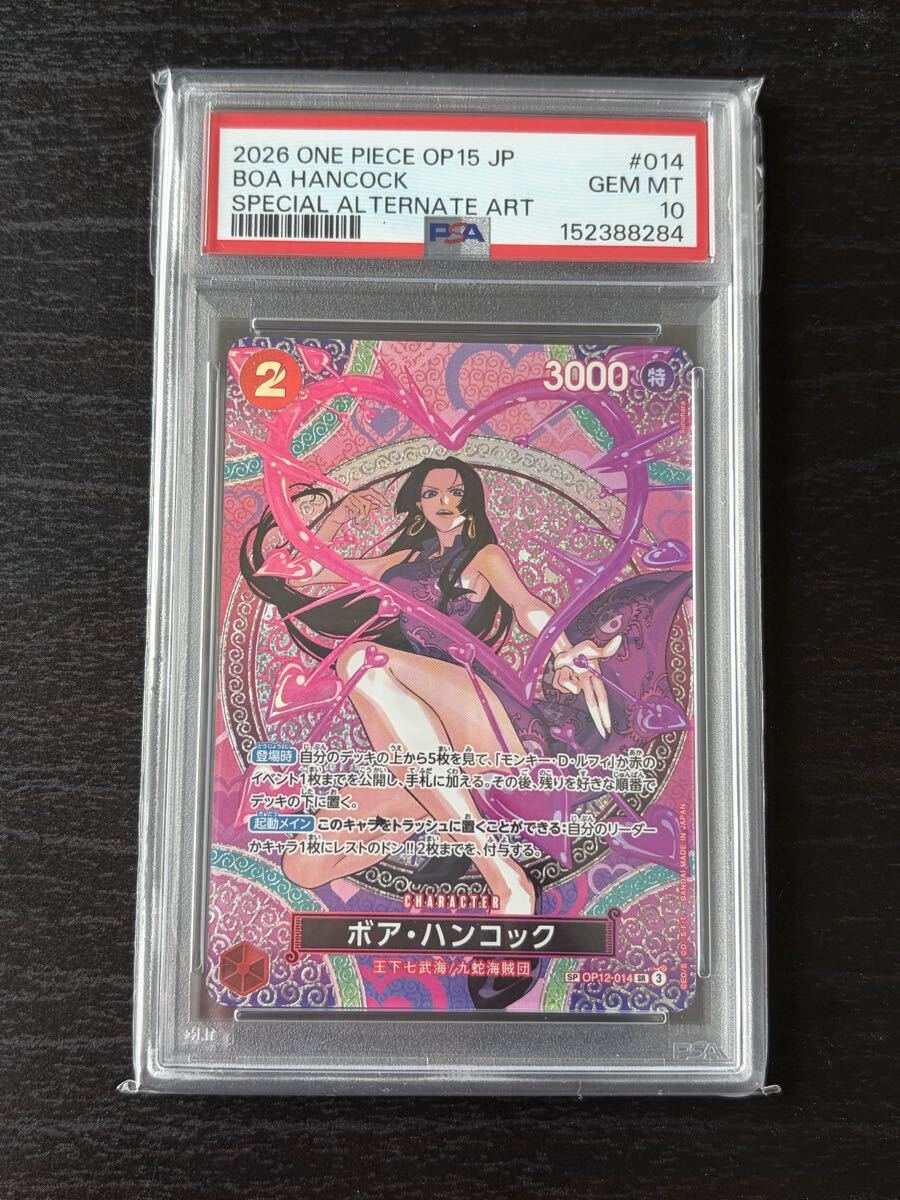 2026 ONE PIECE OP15 JP #014
BOA HANCOCK GEM MT
SPECIAL ALTERNATE ART 10
PSA 152388284
2 3000 特
Sunohara
登場時 自分のデッキの上から5枚を見て、「モンキー・D・ルフィ」か赤の
イベント1枚までを公開し、手札に加える。その後、残りを好きな順番で
デッキの下に置く。
起動メイン このキャラをトラッシュに置くことができる:自分のリーダー
かキャラ1枚にレストのドン!!2枚までを、付与する。
CHARACTER
ボア・ハンコック
王下七武海/九蛇海賊団
SP OP12-014 SR 3
BANDAI MADE IN JAPAN
PSA